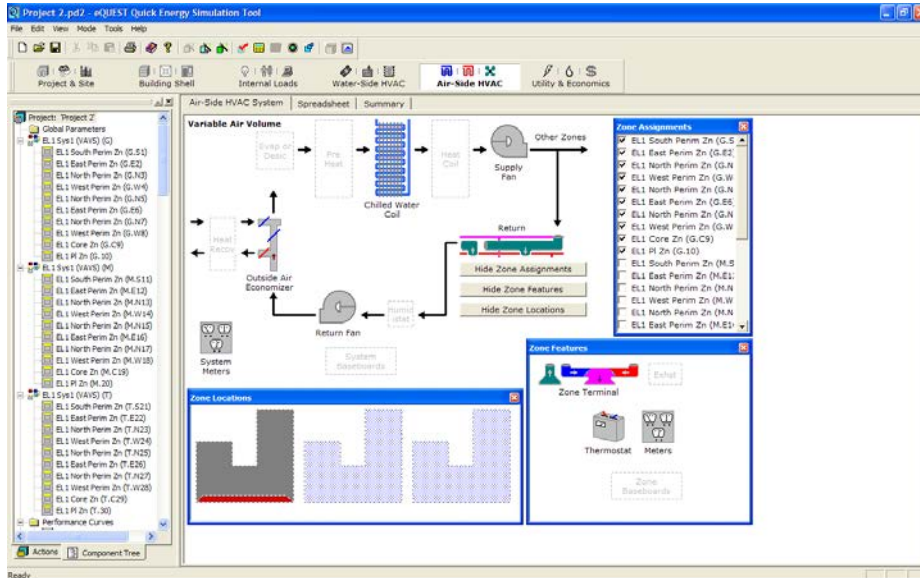 Project 2.pd2 - eQUEST Quick Energy Simulation Tool
File Edit View Mode Tools Help
Project & Site
Building Shell
Internal Loads
Water-Side HVAC
Air-Side HVAC
Utility & Economics
Air-Side HVAC System
Spreadsheet
Summary
Project: 'Project 2'
Global Parameters
EL1 Sys1 (VAVS) (G)
EL1 South Perim Zn (G.S1)
EL1 East Perim Zn (G.E2)
EL1 North Perim Zn (G.N3)
EL1 West Perim Zn (G.W4)
EL1 North Perim Zn (G.N5)
EL1 East Perim Zn (G.E6)
EL1 North Perim Zn (G.N7)
EL1 West Perim Zn (G.W8)
EL1 Core Zn (G.C9)
EL1 Pl Zn (G.10)
EL1 Sys1 (VAVS) (M)
EL1 South Perim Zn (M.S11)
EL1 East Perim Zn (M.E12)
EL1 North Perim Zn (M.N13)
EL1 West Perim Zn (M.W14)
EL1 North Perim Zn (M.N15)
EL1 East Perim Zn (M.E16)
EL1 North Perim Zn (M.N17)
EL1 West Perim Zn (M.W18)
EL1 Core Zn (M.C19)
EL1 Pl Zn (M.20)
EL1 Sys1 (VAVS) (T)
EL1 South Perim Zn (T.S21)
EL1 East Perim Zn (T.E22)
EL1 North Perim Zn (T.N23)
EL1 West Perim Zn (T.W24)
EL1 North Perim Zn (T.N25)
EL1 East Perim Zn (T.E26)
EL1 North Perim Zn (T.N27)
EL1 West Perim Zn (T.W28)
EL1 Core Zn (T.C29)
EL1 Pl Zn (T.30)
Performance Curves
Actions
Component Tree
Ready
Variable Air Volume
Evap or
Desic
Pre
Heat
Chilled Water
Coil
Heat
Coil
Supply
Fan
Other Zones
Heat
Recov
Outside Air
Economizer
Return
Hide Zone Assignments
Hide Zone Features
Hide Zone Locations
Return Fan
Humid
istat
System
Meters
System
Baseboards
Zone Assignments
EL1 South Perim Zn (G.S
EL1 East Perim Zn (G.E2
EL1 North Perim Zn (G.N
EL1 West Perim Zn (G.W
EL1 North Perim Zn (G.N
EL1 East Perim Zn (G.E6
EL1 North Perim Zn (G.N
EL1 West Perim Zn (G.W
EL1 Core Zn (G.C9)
EL1 Pl Zn (G.10)
EL1 South Perim Zn (M.S
EL1 East Perim Zn (M.E1
EL1 North Perim Zn (M.N
EL1 West Perim Zn (M.W
EL1 North Perim Zn (M.N
EL1 East Perim Zn (M.E1
Zone Locations
Zone Features
Zone Terminal
Exhst
Thermostat
Meters
Zone
Baseboards